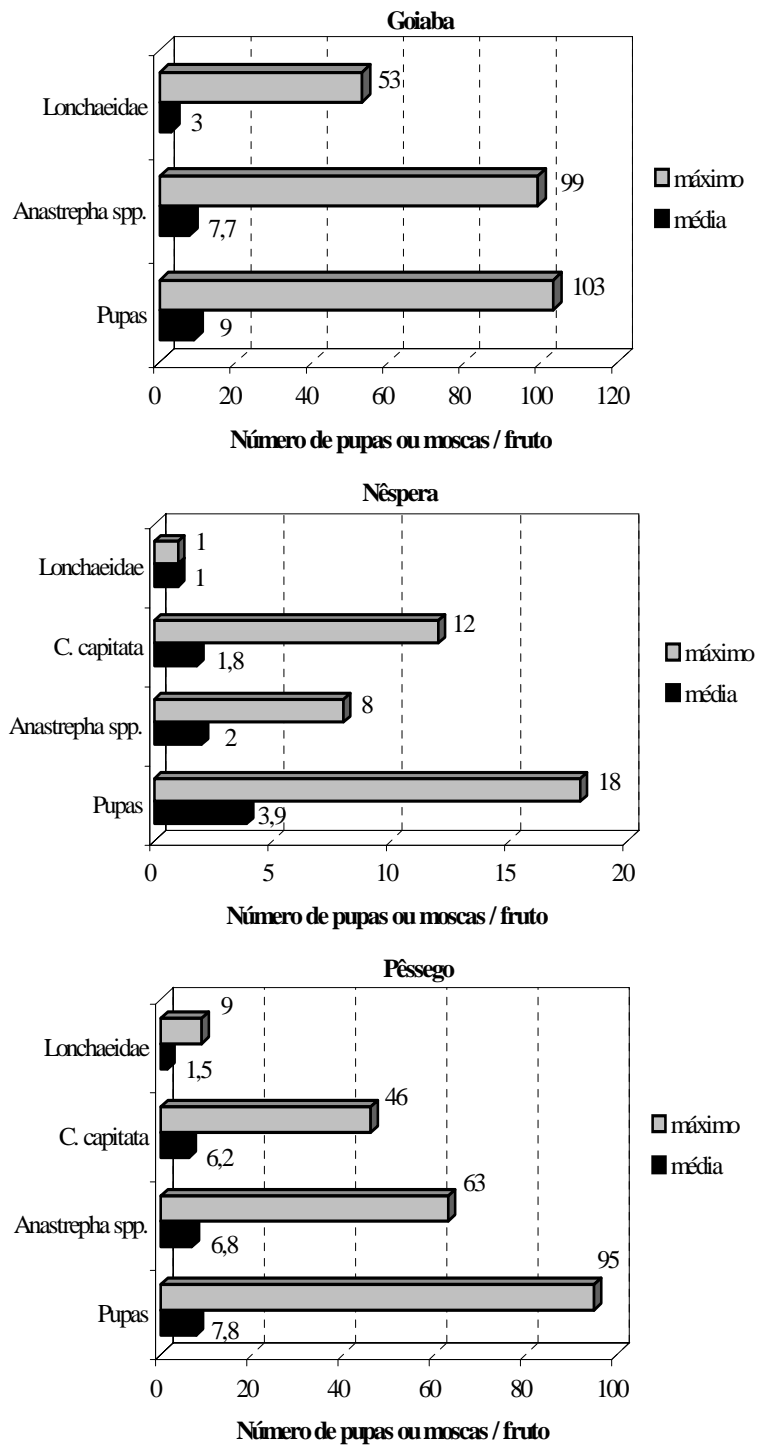 Goiaba
Lonchaeidae
53
3
máximo
Anastrepha spp.
99
7,7
média
Pupas
103
9
0 20 40 60 80 100 120
Número de pupas ou moscas / fruto
Nêspera
Lonchaeidae
1
1
C. capitata
12
1,8
máximo
Anastrepha spp.
8
2
média
Pupas
18
3,9
0 5 10 15 20
Número de pupas ou moscas / fruto
Pêssego
Lonchaeidae
9
1,5
C. capitata
46
6,2
máximo
Anastrepha spp.
63
6,8
média
Pupas
95
7,8
0 20 40 60 80 100
Número de pupas ou moscas / fruto